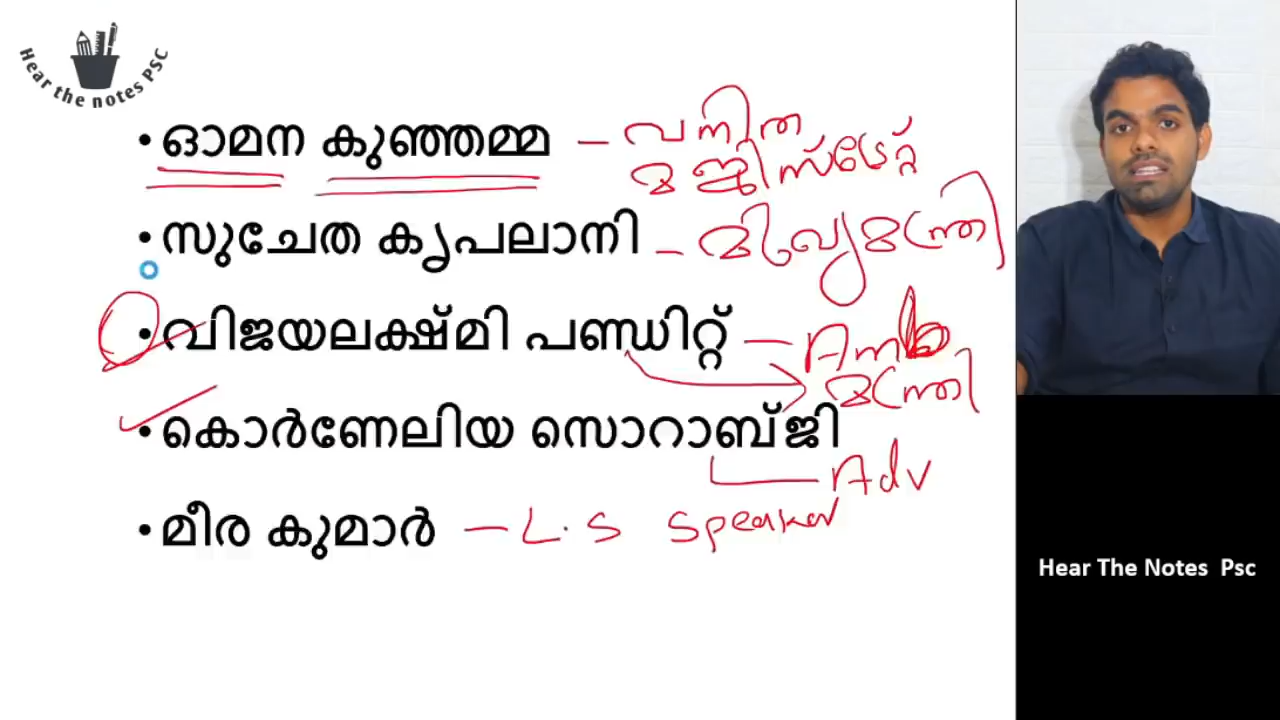 Hear the notes PSC
• ഓമന കുഞ്ഞമ്മ – വനിത
മജിസ്ട്രേറ്റ്
• സുചേത കൃപലാനി – മുഖ്യമന്ത്രി
• വിജയലക്ഷ്മി പണ്ഡിറ്റ് –
മന്ത്രി
• കൊർണേലിയ സൊറാബ്ജി
Adv
• മീര കുമാർ – L.S Speaker
Hear The Notes Psc